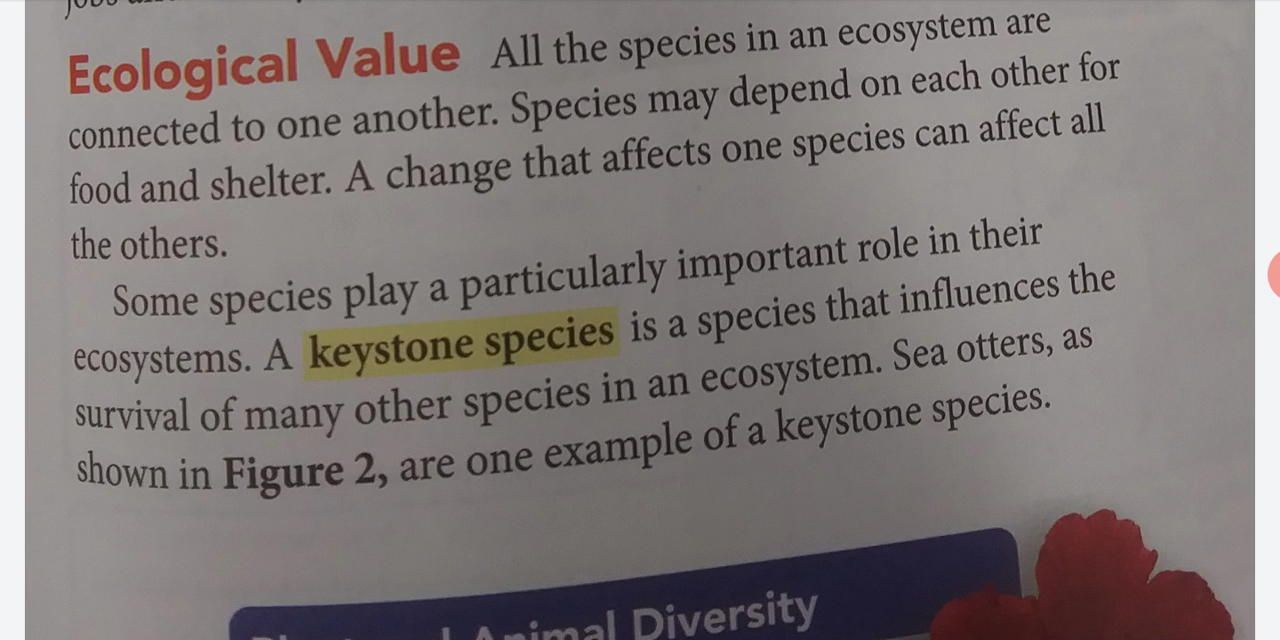 Ecological Value All the species in an ecosystem are
connected to one another. Species may depend on each other for
food and shelter. A change that affects one species can affect all
the others.
Some species play a particularly important role in their
ecosystems. A keystone species is a species that influences the
survival of many other species in an ecosystem. Sea otters, as
shown in Figure 2, are one example of a keystone species.
Animal Diversity